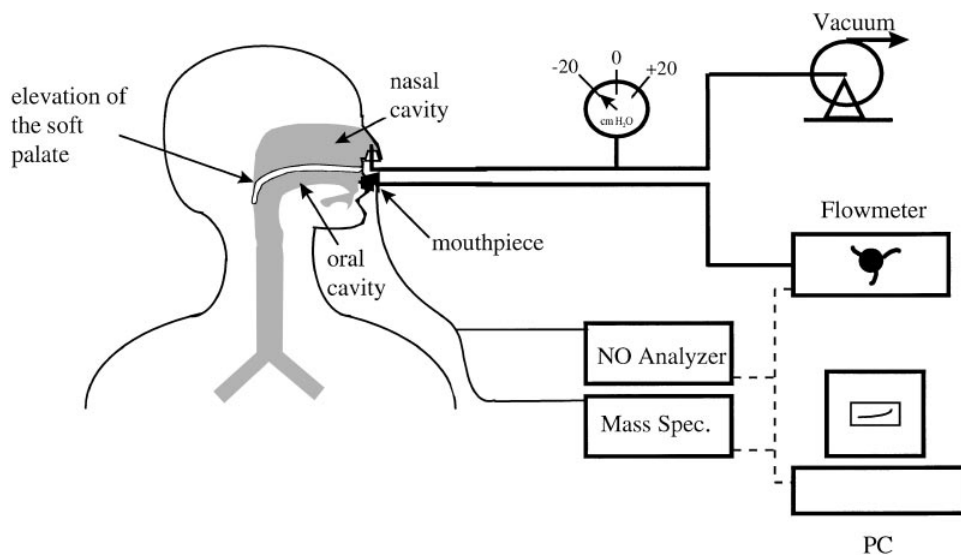 Vacuum
-20
0
+20
cm H₂O
nasal
cavity
elevation of
the soft
palate
mouthpiece
oral
cavity
Flowmeter
NO Analyzer
Mass Spec.
PC